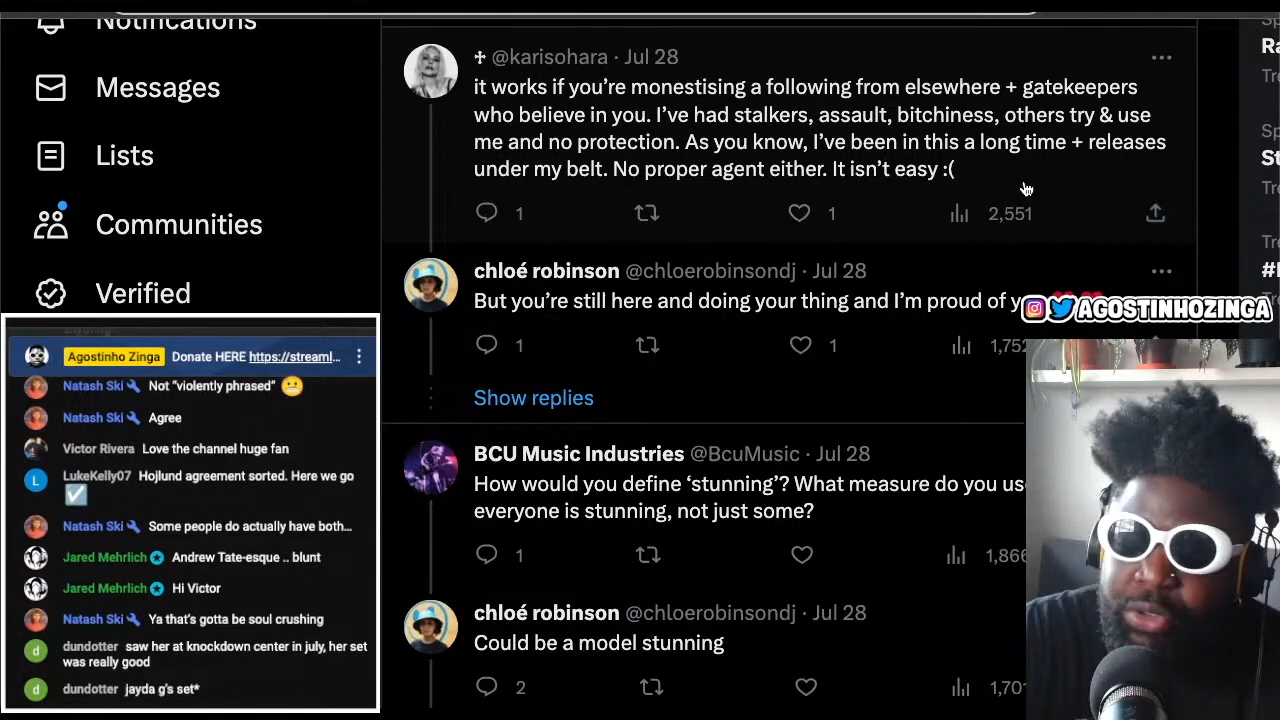 Notifications
Messages
Lists
Communities
Verified
♱ @karisohara · Jul 28
it works if you're monestising a following from elsewhere + gatekeepers
who believe in you. I've had stalkers, assault, bitchiness, others try & use
me and no protection. As you know, I've been in this a long time + releases
under my belt. No proper agent either. It isn't easy :(
1 1 2,551
chloé robinson @chloerobinsondj · Jul 28
But you're still here and doing your thing and I'm proud of
1 1 1,752
Show replies
BCU Music Industries @BcuMusic · Jul 28
How would you define 'stunning'? What measure do you
everyone is stunning, not just some?
1 1,866
chloé robinson @chloerobinsondj · Jul 28
Could be a model stunning
2
AGOSTINHOZINGA
Agostinho Zinga Donate HERE https://streaml...
Natash Ski Not "violently phrased" 😬
Natash Ski Agree
Victor Rivera Love the channel huge fan
LukeKelly07 Hojlund agreement sorted. Here we go
☑
Natash Ski Some people do actually have both...
Jared Mehrlich Andrew Tate-esque .. blunt
Jared Mehrlich Hi Victor
Natash Ski Ya that's gotta be soul crushing
dundotter saw her at knockdown center in july, her set
was really good
dundotter jayda g's set*